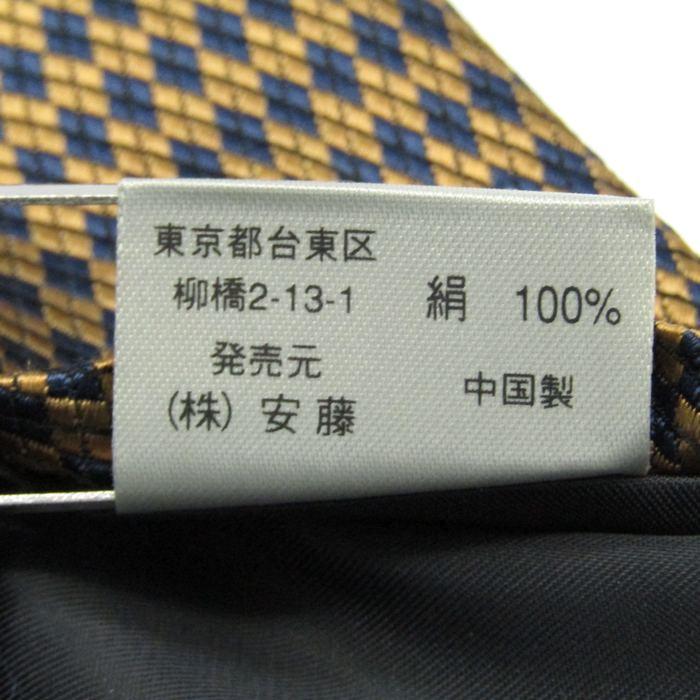 東京都台東区
柳橋2-13-1
発売元
(株) 安藤
絹 100%
中国製